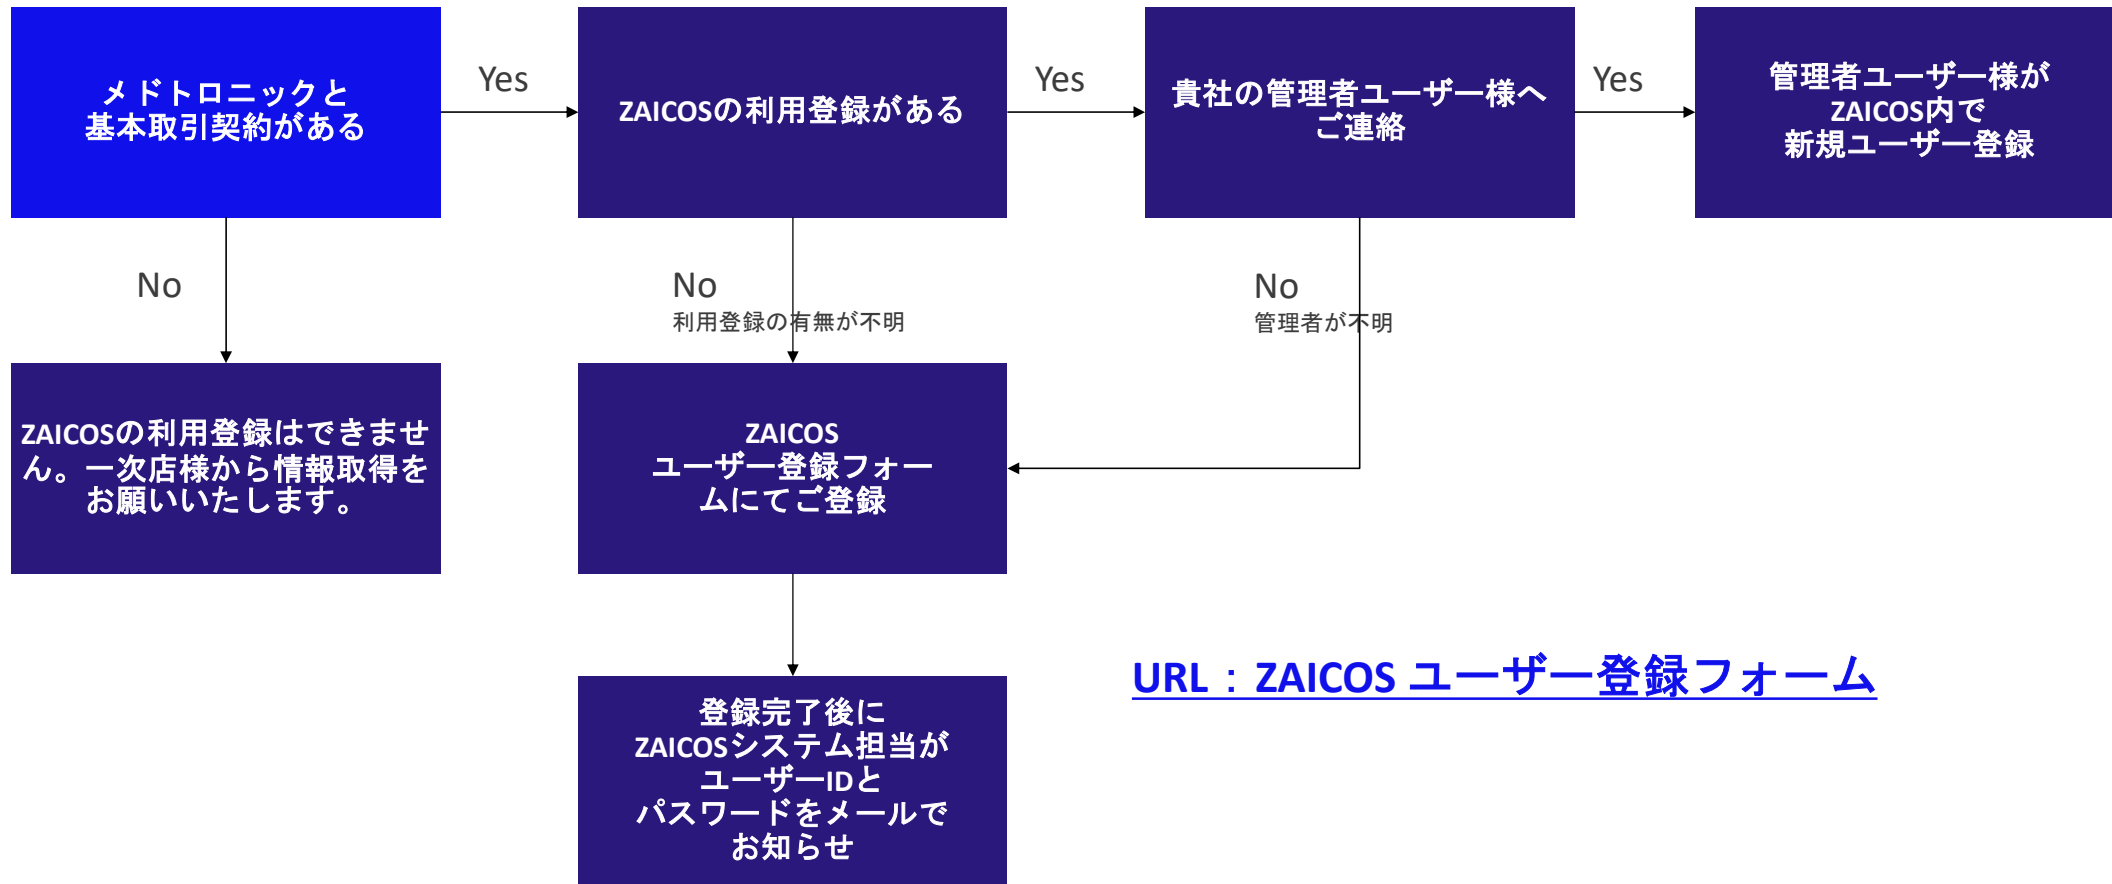 メドトロニックと
基本取引契約がある
Yes
ZAICOSの利用登録がある
Yes
貴社の管理者ユーザー様へ
ご連絡
Yes
管理者ユーザー様が
ZAICOS内で
新規ユーザー登録
No
No
利用登録の有無が不明
No
管理者が不明
ZAICOSの利用登録はできませ
ん。一次店様から情報取得を
お願いいたします。
ZAICOS
ユーザー登録フォー
ムにてご登録
登録完了後に
ZAICOSシステム担当が
ユーザーIDと
パスワードをメールで
お知らせ
URL：ZAICOS ユーザー登録フォーム